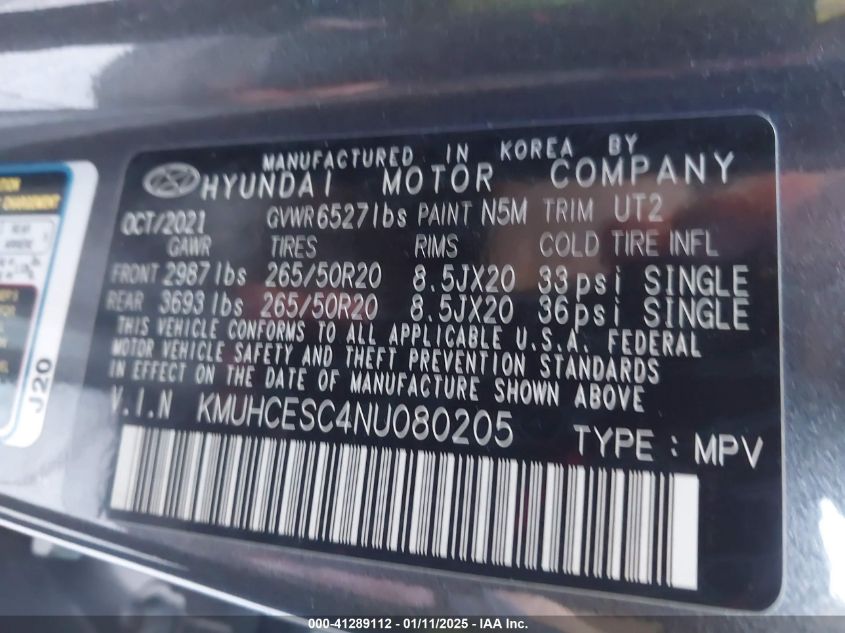 MANUFACTURED IN KOREA BY
HYUNDAI MOTOR COMPANY
OCT/2021 GVWR 6527lbs PAINT N5M TRIM UT2
GAWR TIRES RIMS COLD TIRE INFL
FRONT 2987lbs 265/50R20 8.5JX20 33psi SINGLE
REAR 3693lbs 265/50R20 8.5JX20 36psi SINGLE
THIS VEHICLE CONFORMS TO ALL APPLICABLE U.S.A. FEDERAL
MOTOR VEHICLE SAFETY AND THEFT PREVENTION STANDARDS
IN EFFECT ON THE DATE OF MANUFACTURE SHOWN ABOVE
V.I.N KMUHCESC4NU080205
TYPE : MPV
REAR
J20
000-41289112 - 01/11/2025 - IAA Inc.